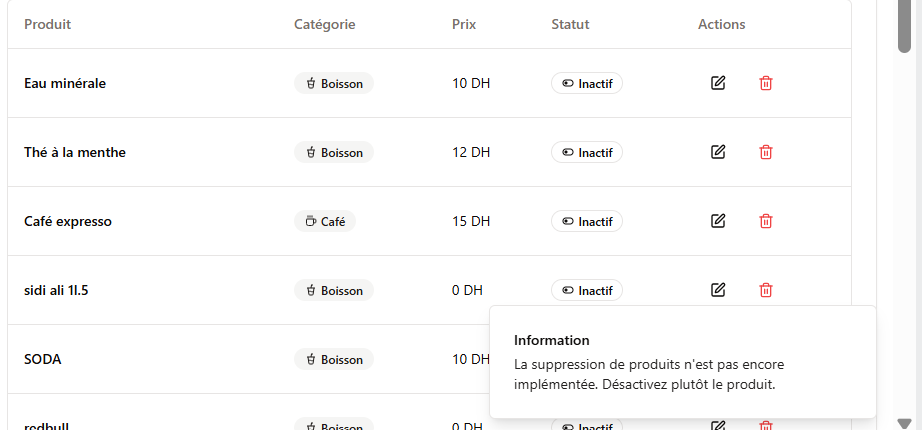 Produit Catégorie Prix Statut Actions
Eau minérale Boisson 10 DH Inactif
Thé à la menthe Boisson 12 DH Inactif
Café expresso Café 15 DH Inactif
sidi ali 1l.5 Boisson 0 DH Inactif
SODA Boisson 10 DH
Information
La suppression de produits n'est pas encore
implémentée. Désactivez plutôt le produit.
redbull Boisson 0 DH Inactif